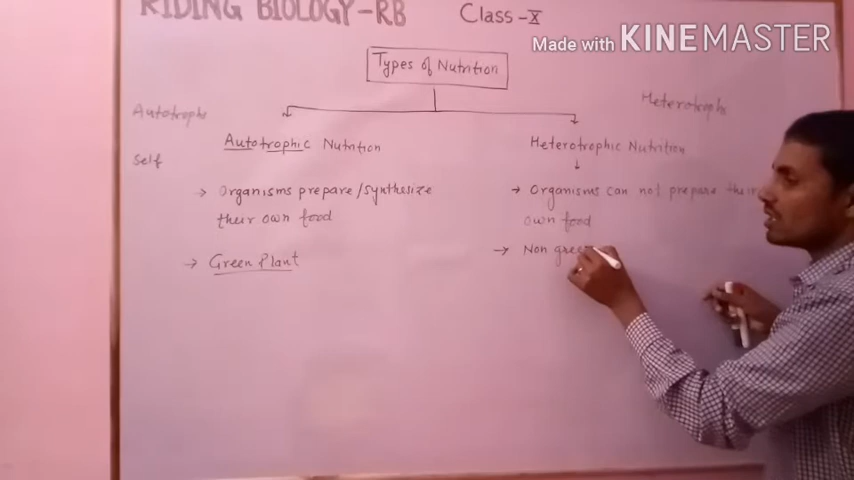 RIDING BIOLOGY-RB Class-X
Made with KINEMASTER
Types of Nutrition
Autotrophs
Heterotrophs
Autotrophic Nutrition
Heterotrophic Nutrition
Self
→ Organisms prepare/synthesize
their own food
→ Organisms can not prepare their
own food
→ Green Plant
→ Non gree